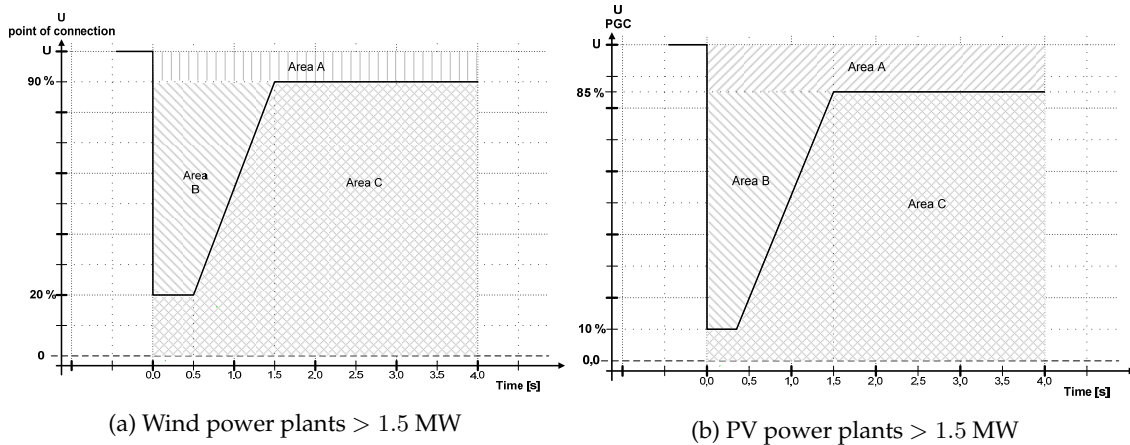 U
point of connection
U
Area A
90 %
Area
B
Area C
20 %
0
0,0 0,5 1,0 1,5 2,0 2,5 3,0 3,5 4,0
Time [s]
(a) Wind power plants > 1.5 MW
U
PGC
U
Area A
85 %
Area B
Area C
10 %
0,0
0,0 0,5 1,0 1,5 2,0 2,5 3,0 3,5 4,0
Time [s]
(b) PV power plants > 1.5 MW